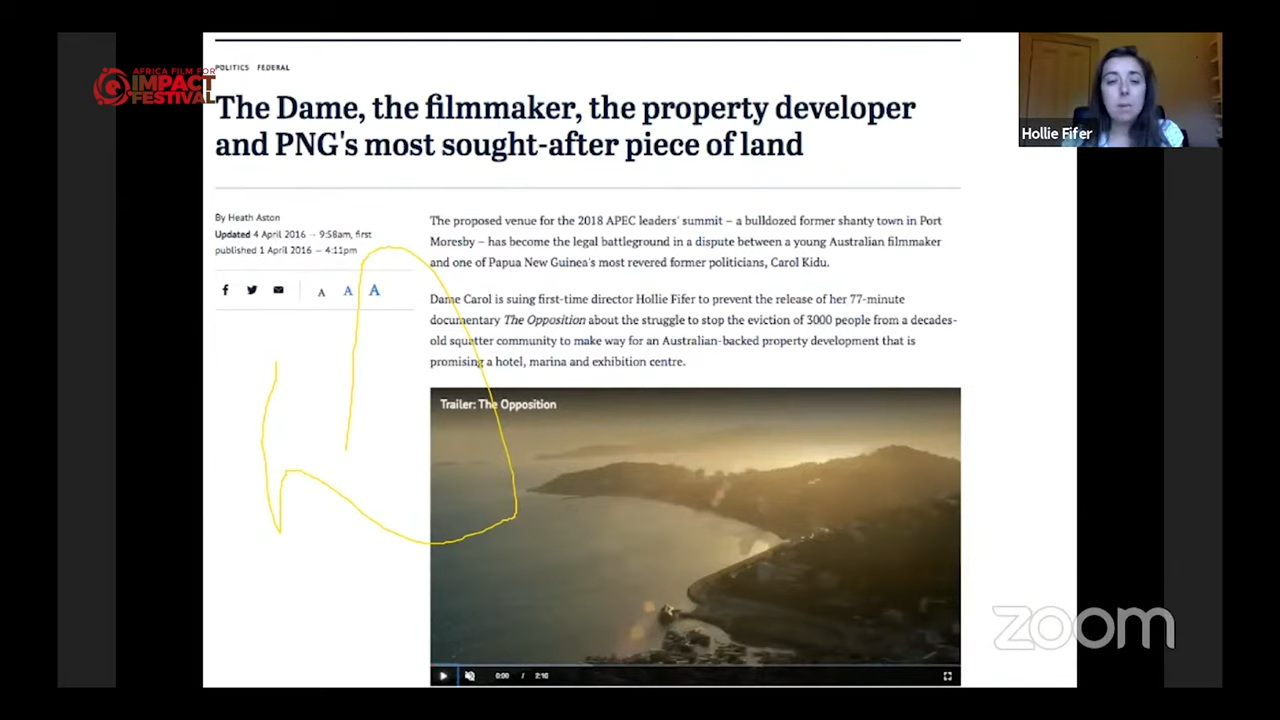 AFRICA FILM FOR
IMPACT
FESTIVAL
POLITICS FEDERAL
The Dame, the filmmaker, the property developer
and PNG's most sought-after piece of land
Hollie Fifer
By Heath Aston
Updated 4 April 2016 — 9:58am, first
published 1 April 2016 — 4:11pm
A A A
The proposed venue for the 2018 APEC leaders' summit – a bulldozed former shanty town in Port
Moresby – has become the legal battleground in a dispute between a young Australian filmmaker
and one of Papua New Guinea's most revered former politicians, Carol Kidu.
Dame Carol is suing first-time director Hollie Fifer to prevent the release of her 77-minute
documentary The Opposition about the struggle to stop the eviction of 3000 people from a decades-
old squatter community to make way for an Australian-backed property development that is
promising a hotel, marina and exhibition centre.
Trailer: The Opposition
0:00 / 2:10
zoom